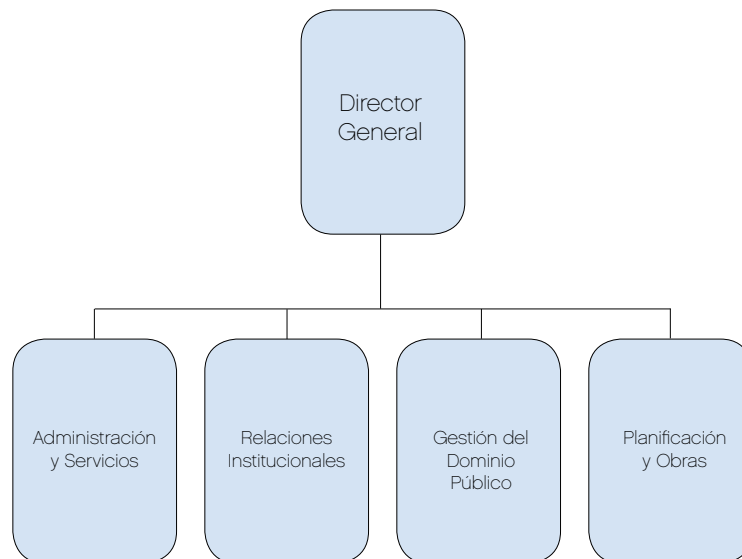 Director
General
Administración
y Servicios
Relaciones
Institucionales
Gestión del
Dominio
Público
Planificación
y Obras